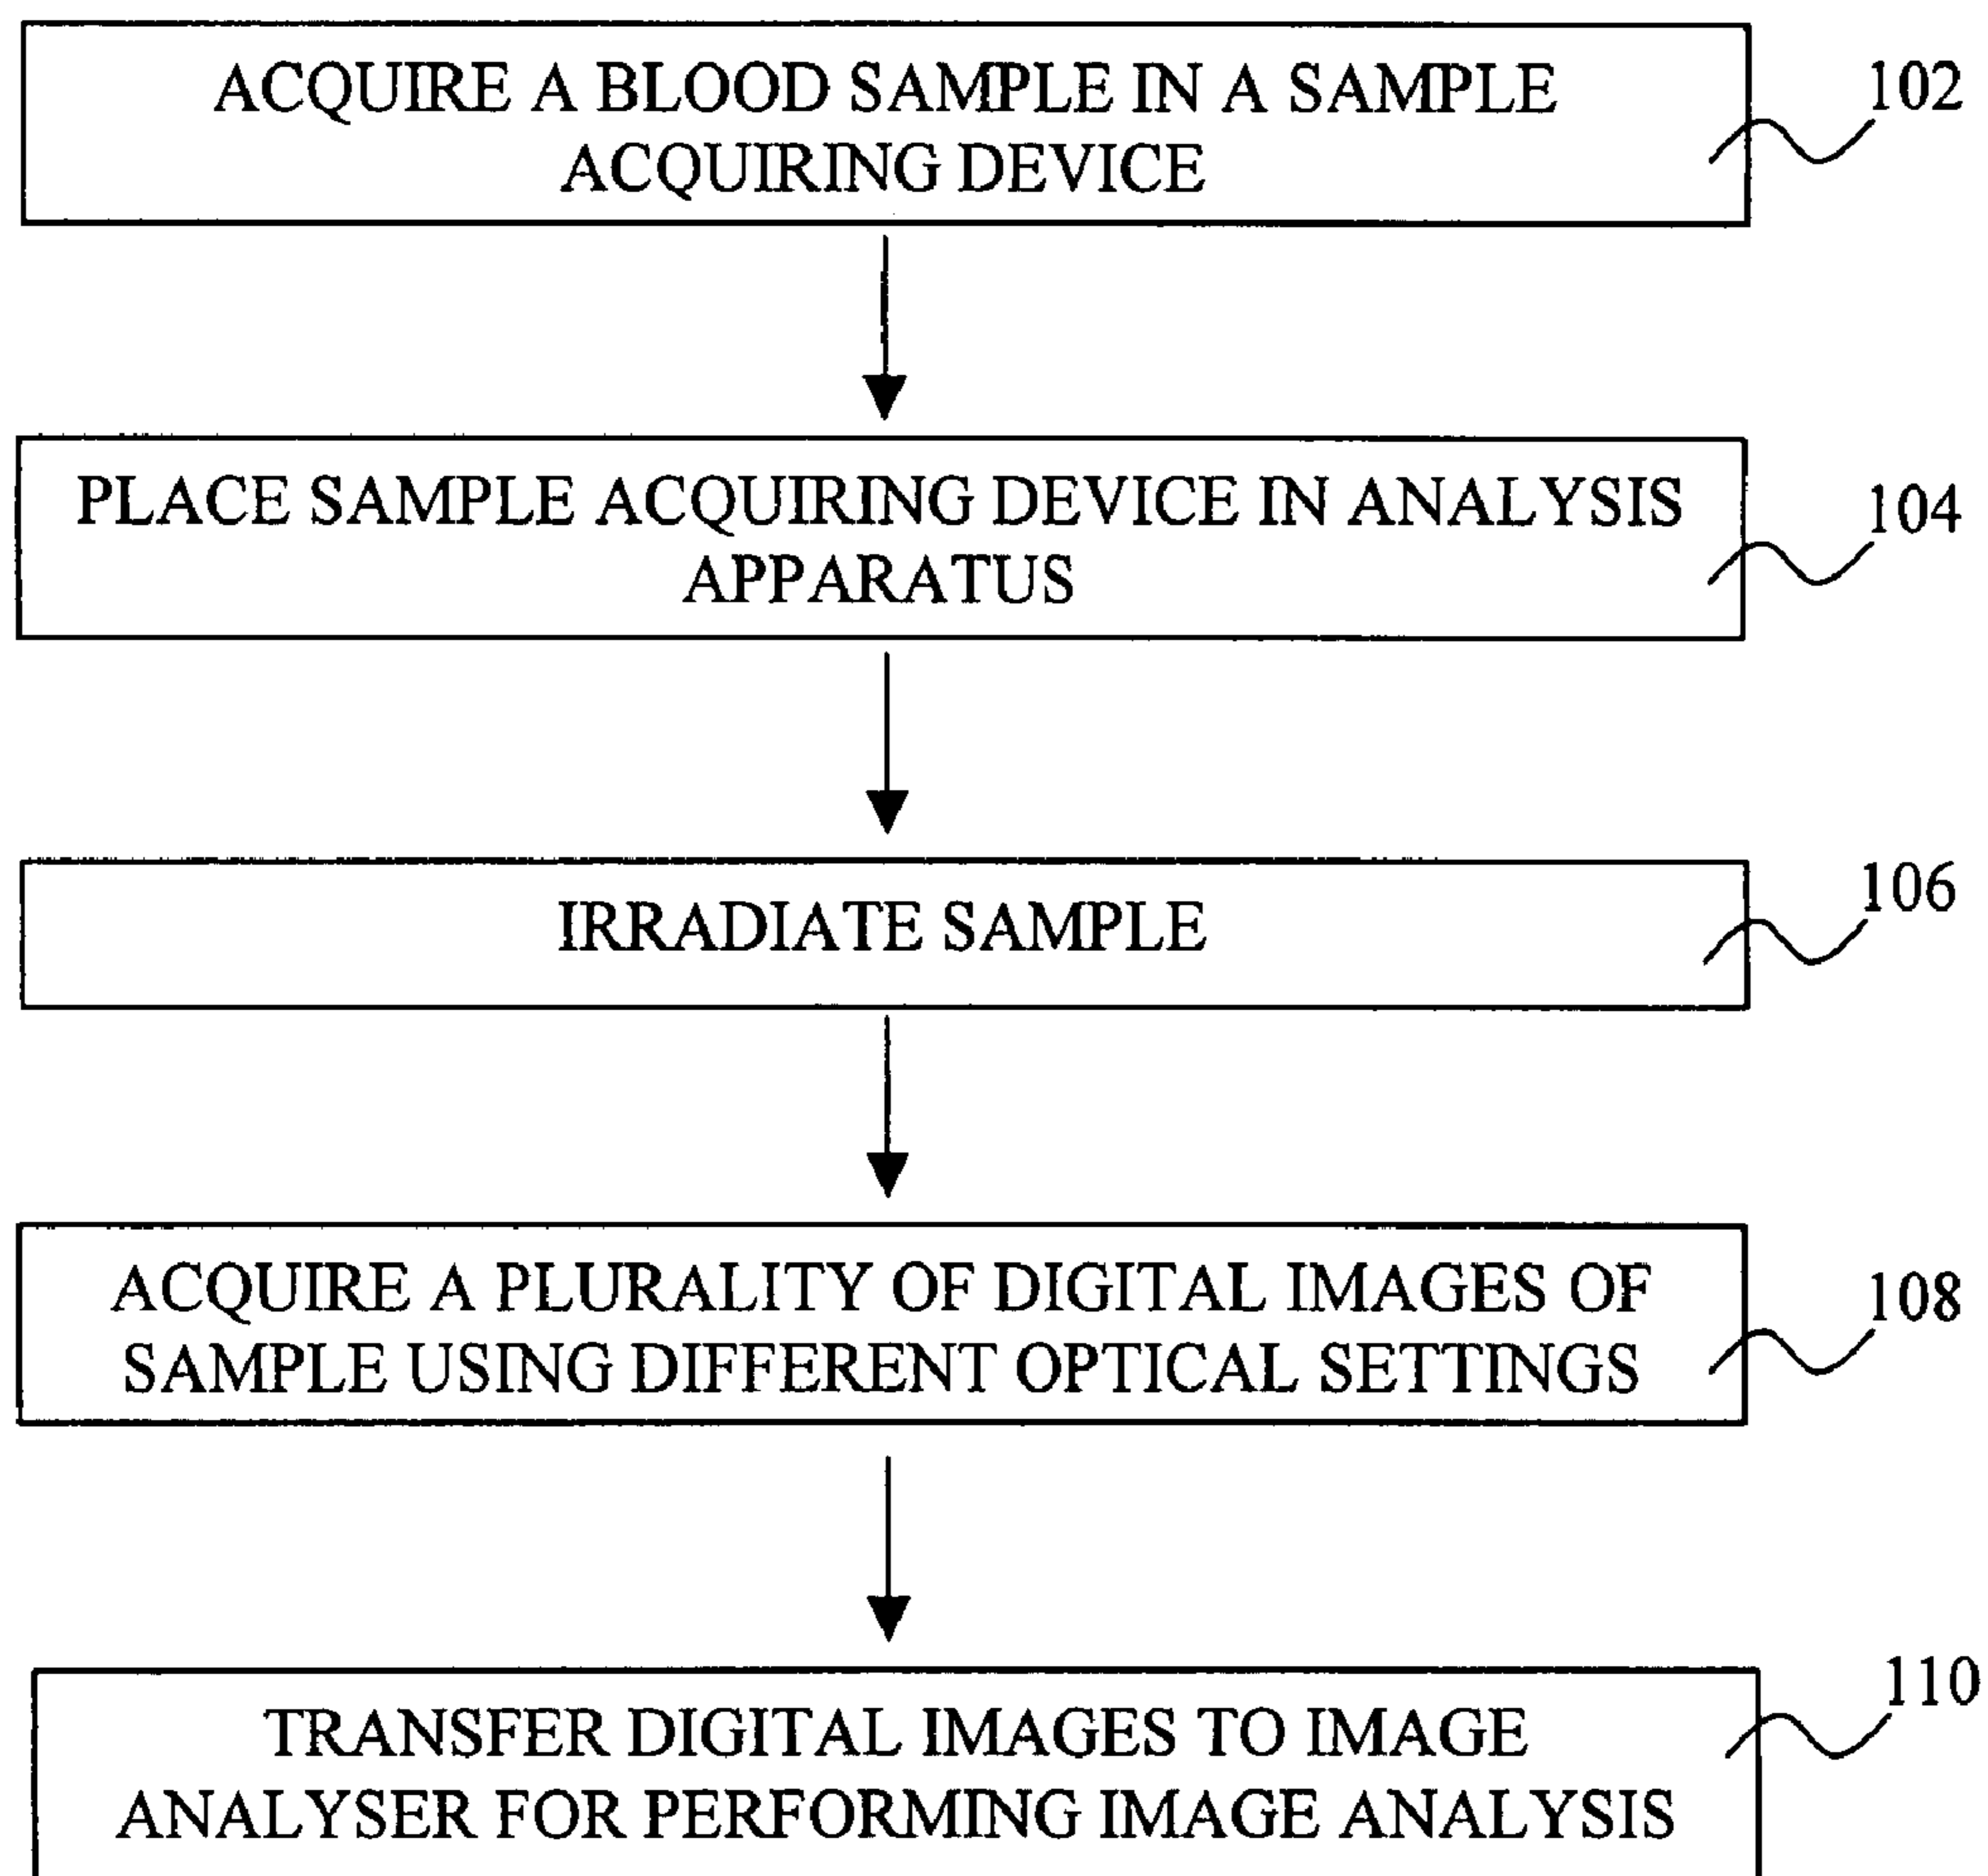 ACQUIRE A BLOOD SAMPLE IN A SAMPLE
ACQUIRING DEVICE
102
PLACE SAMPLE ACQUIRING DEVICE IN ANALYSIS
APPARATUS
104
IRRADIATE SAMPLE
106
ACQUIRE A PLURALITY OF DIGITAL IMAGES OF
SAMPLE USING DIFFERENT OPTICAL SETTINGS
108
TRANSFER DIGITAL IMAGES TO IMAGE
ANALYSER FOR PERFORMING IMAGE ANALYSIS
110